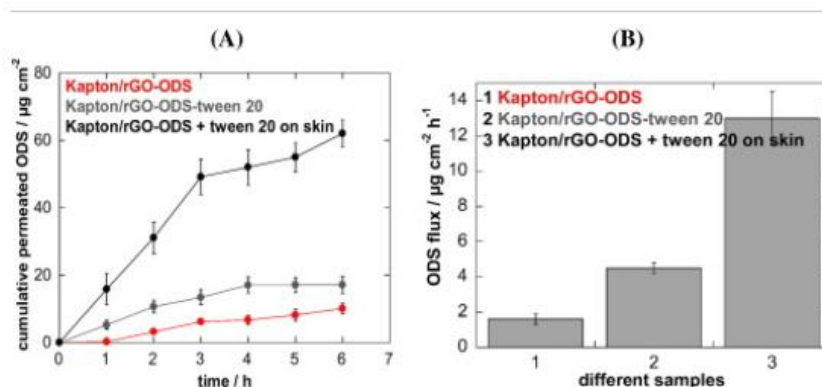 (A)
80
60
40
20
0
0 1 2 3 4 5 6 7
cumulative permeated ODS / µg cm⁻²
time / h
Kapton/rGO-ODS
Kapton/rGO-ODS-tween 20
Kapton/rGO-ODS + tween 20 on skin
(B)
14
12
10
8
6
4
2
0
1 2 3
ODS flux / µg cm⁻² h⁻¹
different samples
1 Kapton/rGO-ODS
2 Kapton/rGO-ODS-tween 20
3 Kapton/rGO-ODS + tween 20 on skin